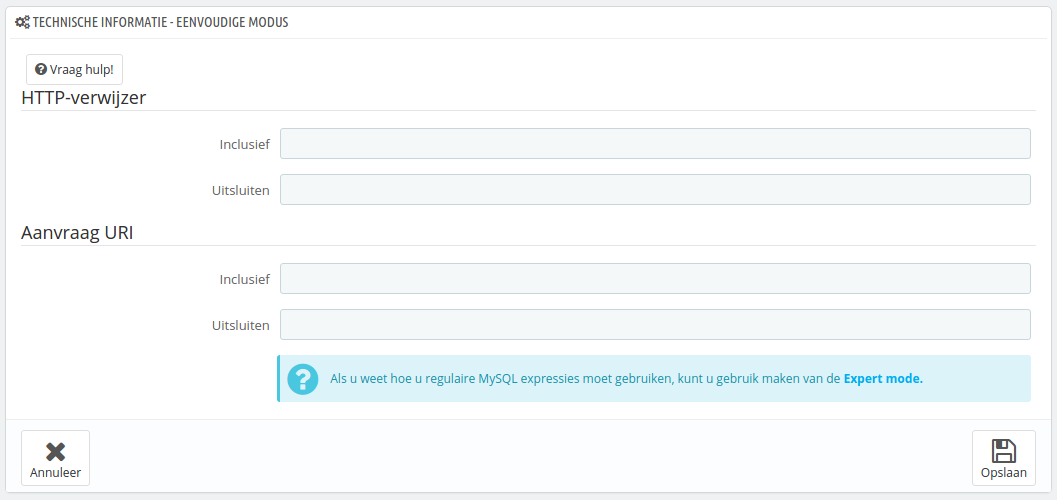 TECHNISCHE INFORMATIE - EENVOUDIGE MODUS
Vraag hulp!
HTTP-verwijzer
Inclusief
Uitsluiten
Aanvraag URI
Inclusief
Uitsluiten
Als u weet hoe u regulaire MySQL expressies moet gebruiken, kunt u gebruik maken van de Expert mode.
Annuleer
Opslaan